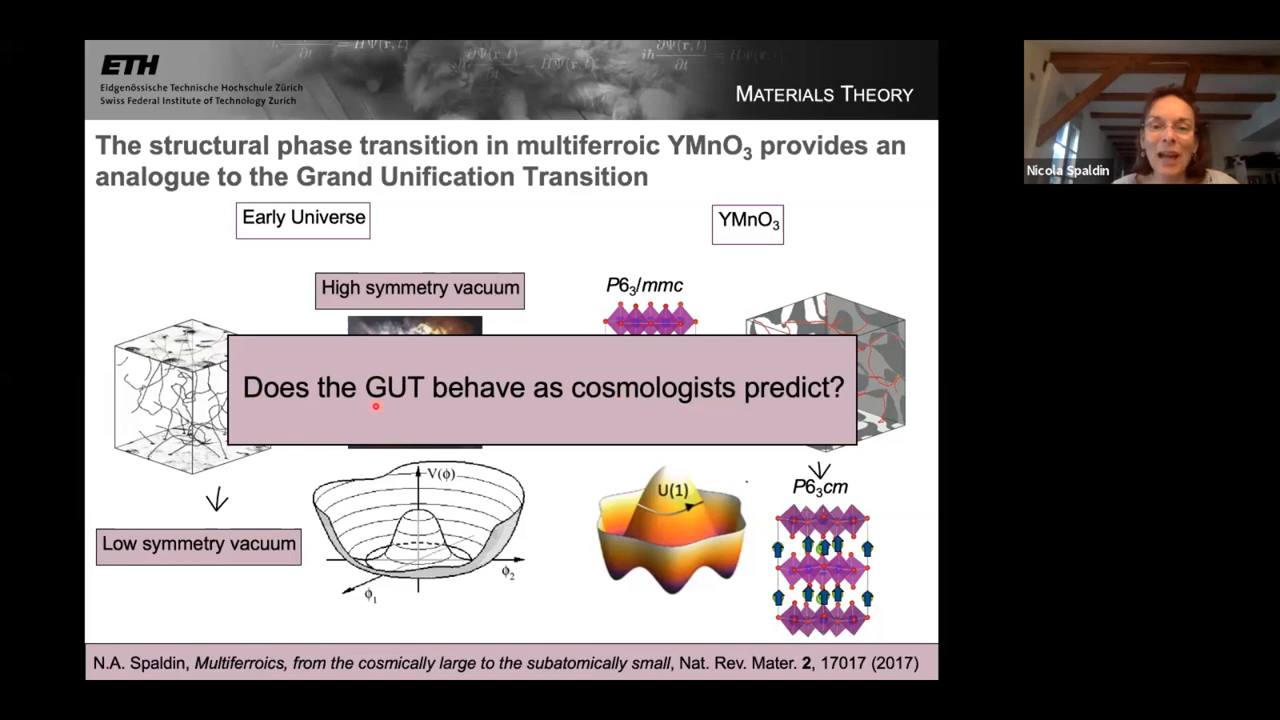 ETH
Eidgenössische Technische Hochschule Zürich
Swiss Federal Institute of Technology Zurich
MATERIALS THEORY
Nicola Spaldin
The structural phase transition in multiferroic YMnO₃ provides an
analogue to the Grand Unification Transition
Early Universe
YMnO₃
High symmetry vacuum
P6₃/mmc
Does the GUT behave as cosmologists predict?
V(ϕ)
U(1)
P6₃cm
Low symmetry vacuum
ϕ₂
ϕ₁
N.A. Spaldin, Multiferroics, from the cosmically large to the subatomically small, Nat. Rev. Mater. 2, 17017 (2017)